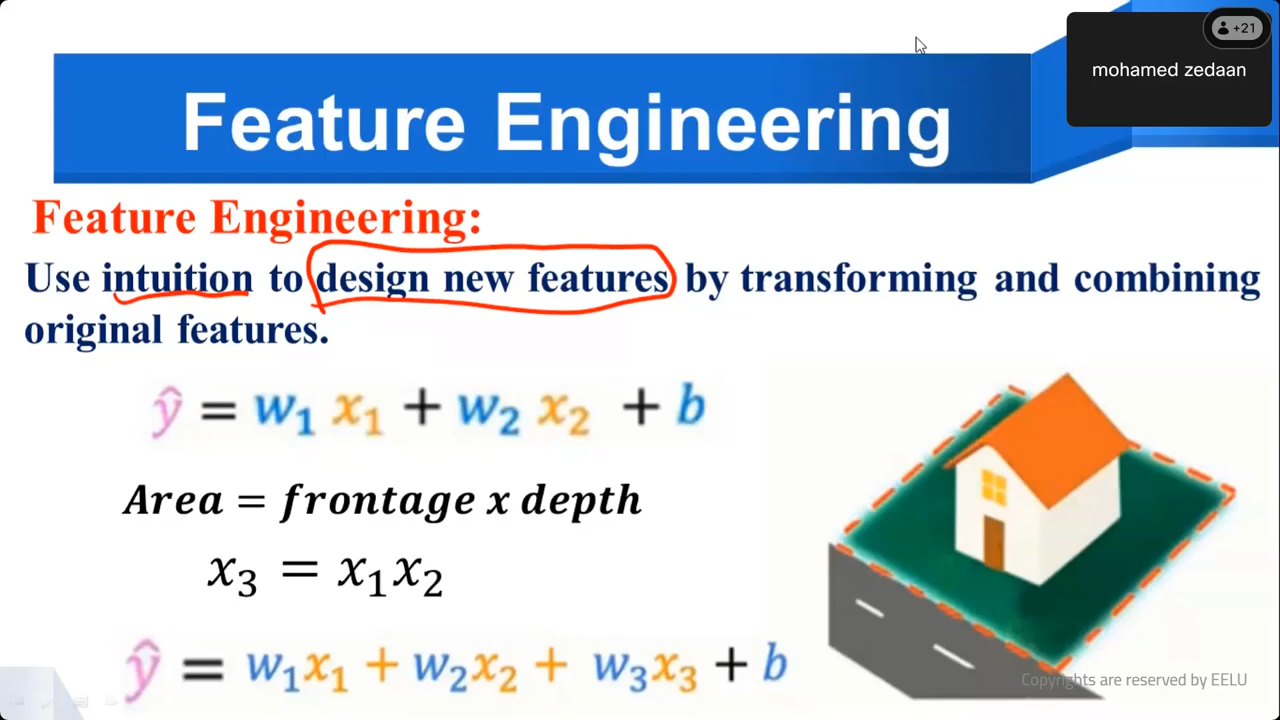 +21
mohamed zedaan
Feature Engineering
Feature Engineering:
Use intuition to design new features by transforming and combining
original features.
ŷ = w₁ x₁ + w₂ x₂ + b
Area = frontage x depth
x₃ = x₁x₂
ŷ = w₁x₁ + w₂x₂ + w₃x₃ + b
Copyrights are reserved by EELU